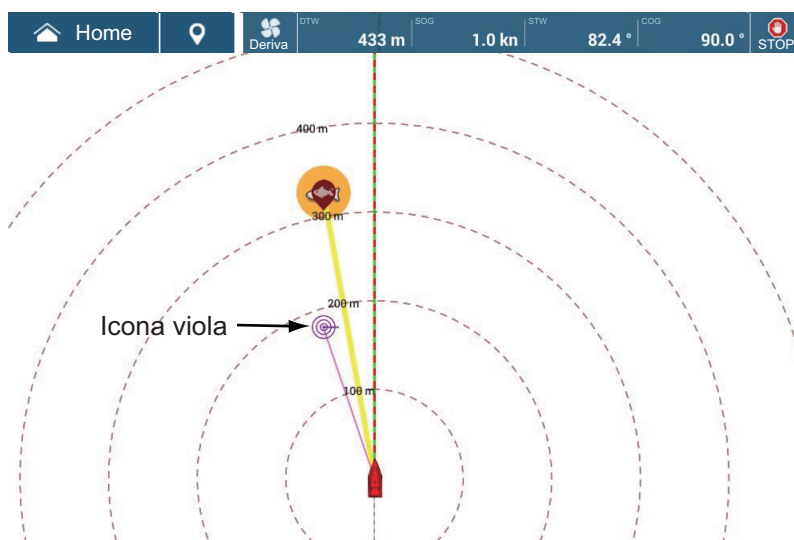 Home
Deriva
DTW
433 m
SOG
1.0 kn
STW
82.4 °
COG
90.0 °
STOP
400 m
300 m
200 m
Icona viola
100 m